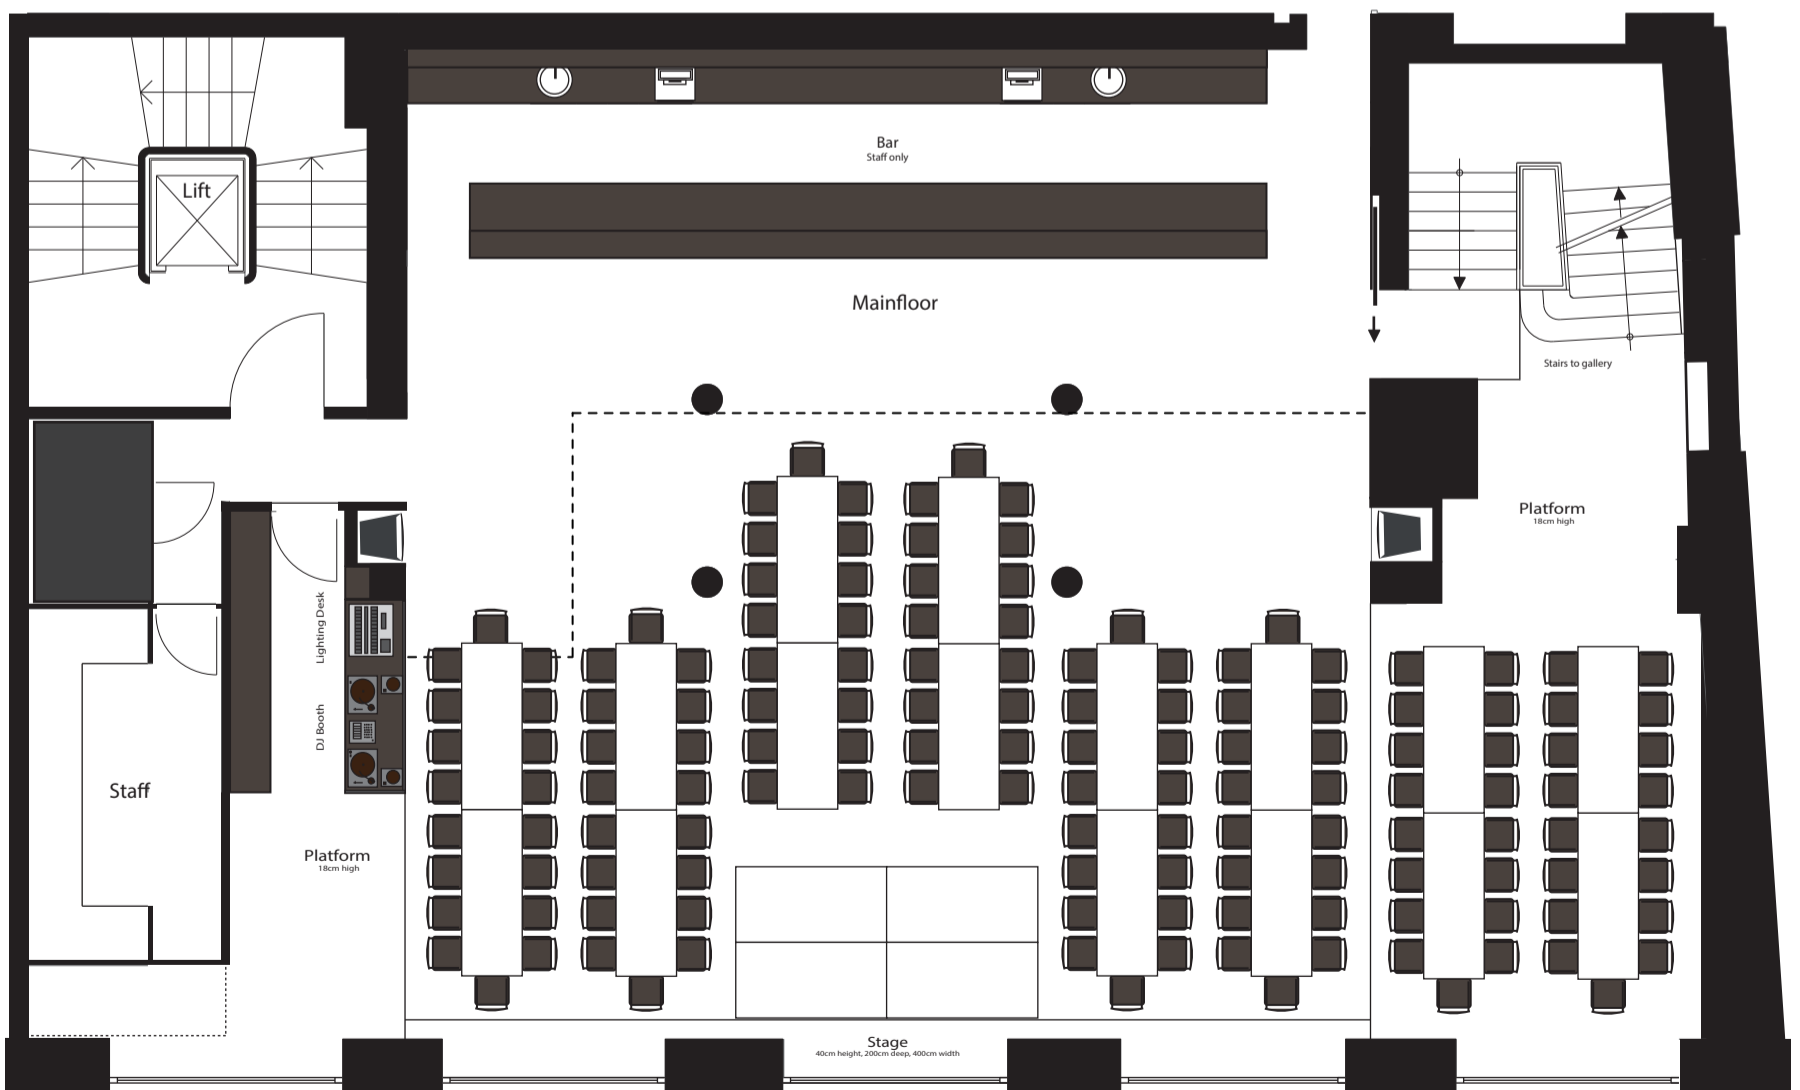 Bar
Staff only
Lift
Mainfloor
Stairs to gallery
Platform
18cm high
Lighting Desk
DJ Booth
Staff
Platform
18cm high
Stage
40cm height, 200cm deep, 400cm width